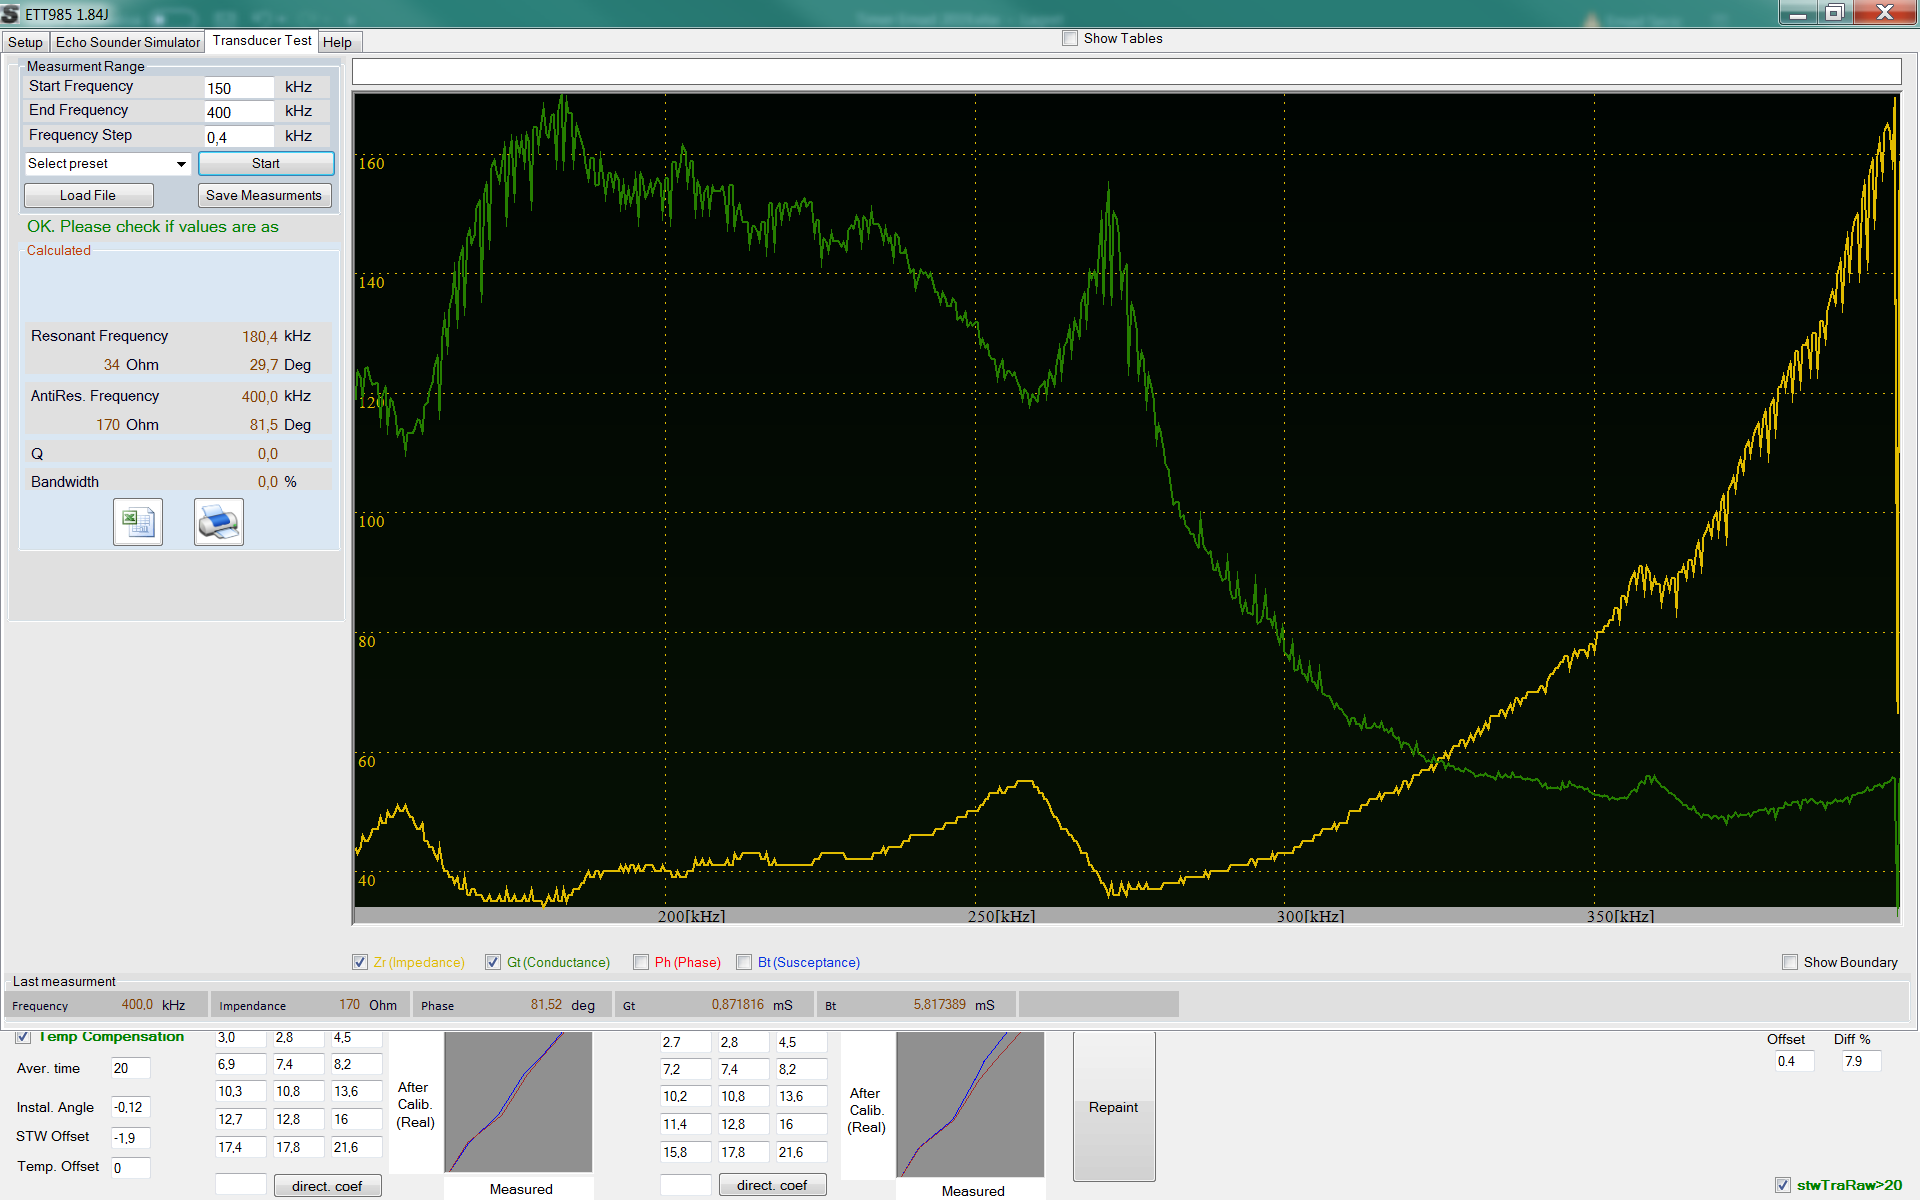 ETT985 1.84J
Setup
Echo Sounder Simulator
Transducer Test
Help
Show Tables
Measurment Range
Start Frequency 150 kHz
End Frequency 400 kHz
Frequency Step 0,4 kHz
Select preset
Start
Load File
Save Measurments
OK. Please check if values are as
Calculated
Resonant Frequency 180,4 kHz
34 Ohm 29,7 Deg
AntiRes. Frequency 400,0 kHz
170 Ohm 81,5 Deg
Q 0,0
Bandwidth 0,0 %
160
140
120
100
80
60
40
200[kHz] 250[kHz] 300[kHz] 350[kHz]
Zr (Impedance) Gt (Conductance) Ph (Phase) Bt (Susceptance)
Show Boundary
Last measurment
Frequency 400,0 kHz Impendance 170 Ohm Phase 81,52 deg Gt 0,871816 mS Bt 5,817389 mS
Temp Compensation
Aver. time 20
Instal. Angle -0,12
STW Offset -1,9
Temp. Offset 0
3,0 2,8 4,5
6,9 7,4 8,2
10,3 10,8 13,6
12,7 12,8 16
17,4 17,8 21,6
direct. coef
After
Calib.
(Real)
Measured
2.7 2,8 4,5
7,2 7,4 8,2
10,2 10,8 13,6
11,4 12,8 16
15,8 17,8 21,6
direct. coef
After
Calib.
(Real)
Measured
Repaint
Offset Diff %
0.4 7.9
stwTraRaw>20